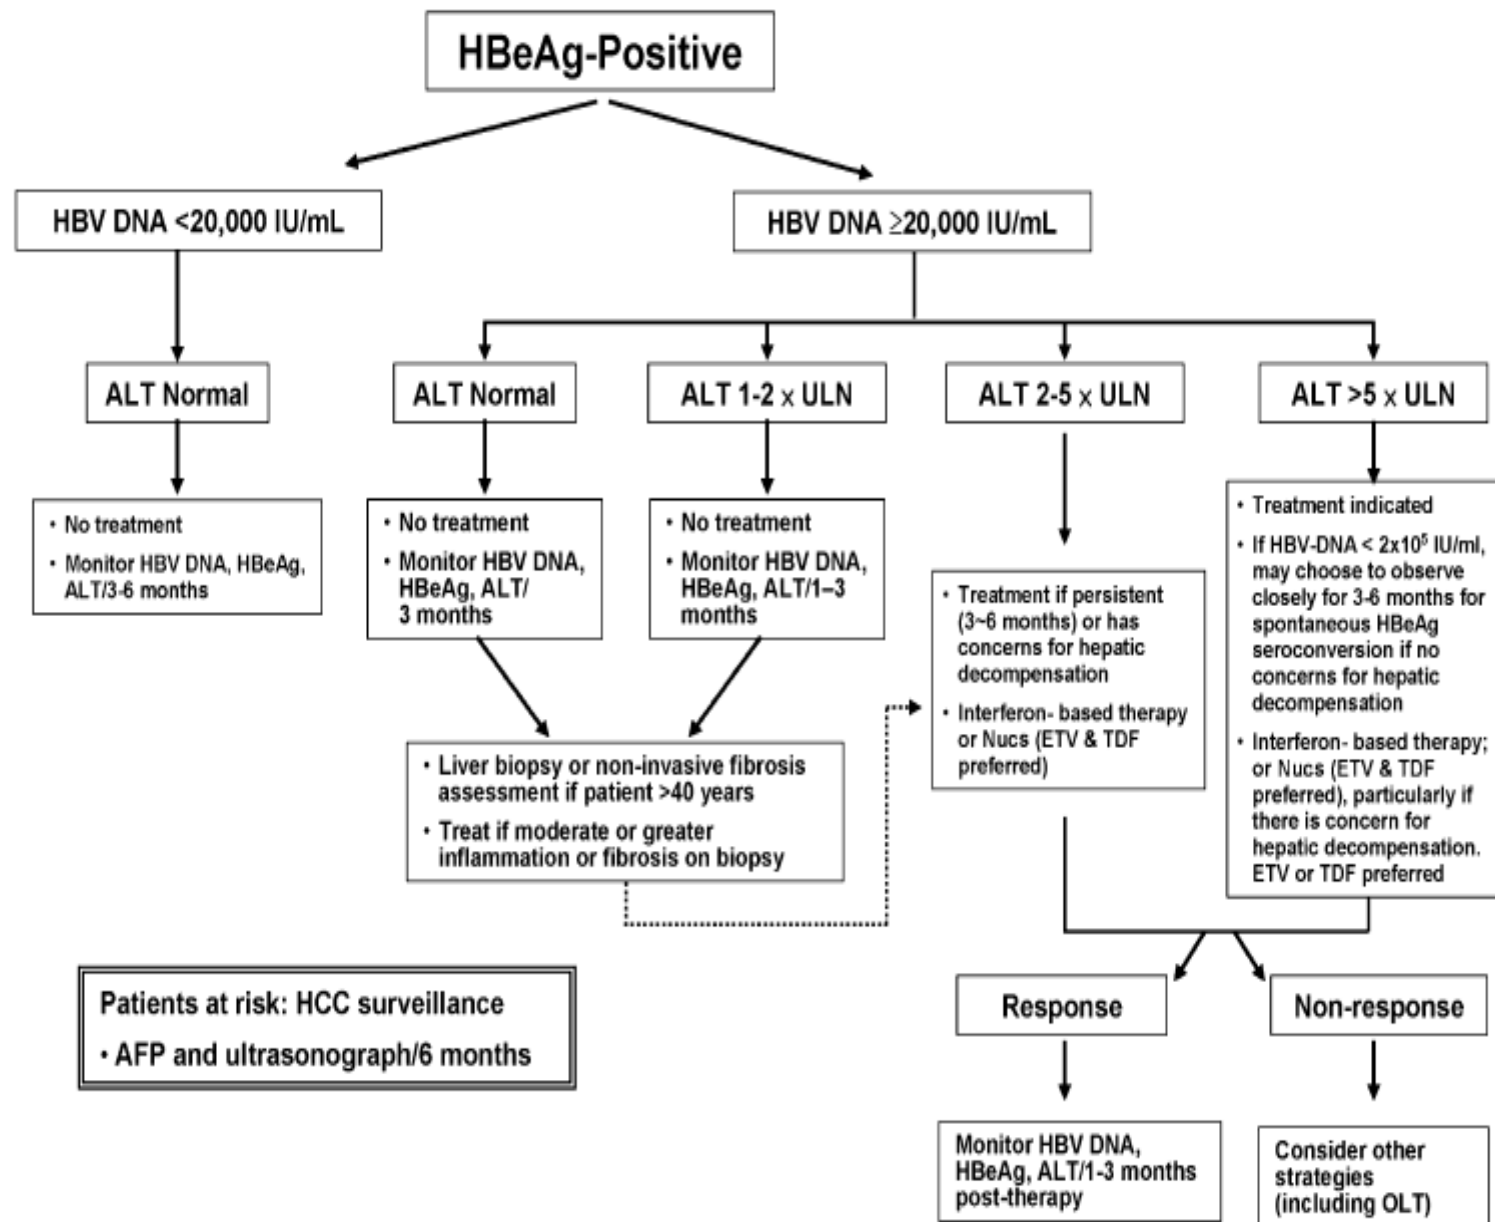 HBeAg-Positive
HBV DNA <20,000 IU/mL
HBV DNA ≥20,000 IU/mL
ALT Normal
ALT Normal
ALT 1-2 x ULN
ALT 2-5 x ULN
ALT >5 x ULN
• No treatment
• Monitor HBV DNA, HBeAg,
ALT/3-6 months
• No treatment
• Monitor HBV DNA,
HBeAg, ALT/
3 months
• No treatment
• Monitor HBV DNA,
HBeAg, ALT/1–3
months
• Treatment if persistent
(3~6 months) or has
concerns for hepatic
decompensation
• Interferon- based therapy
or Nucs (ETV & TDF
preferred)
• Treatment indicated
• If HBV-DNA < 2x10⁵ IU/ml,
may choose to observe
closely for 3-6 months for
spontaneous HBeAg
seroconversion if no
concerns for hepatic
decompensation
• Interferon- based therapy;
or Nucs (ETV & TDF
preferred), particularly if
there is concern for
hepatic decompensation.
ETV or TDF preferred
• Liver biopsy or non-invasive fibrosis
assessment if patient >40 years
• Treat if moderate or greater
inflammation or fibrosis on biopsy
Patients at risk: HCC surveillance
• AFP and ultrasonograph/6 months
Response
Non-response
Monitor HBV DNA,
HBeAg, ALT/1-3 months
post-therapy
Consider other
strategies
(including OLT)